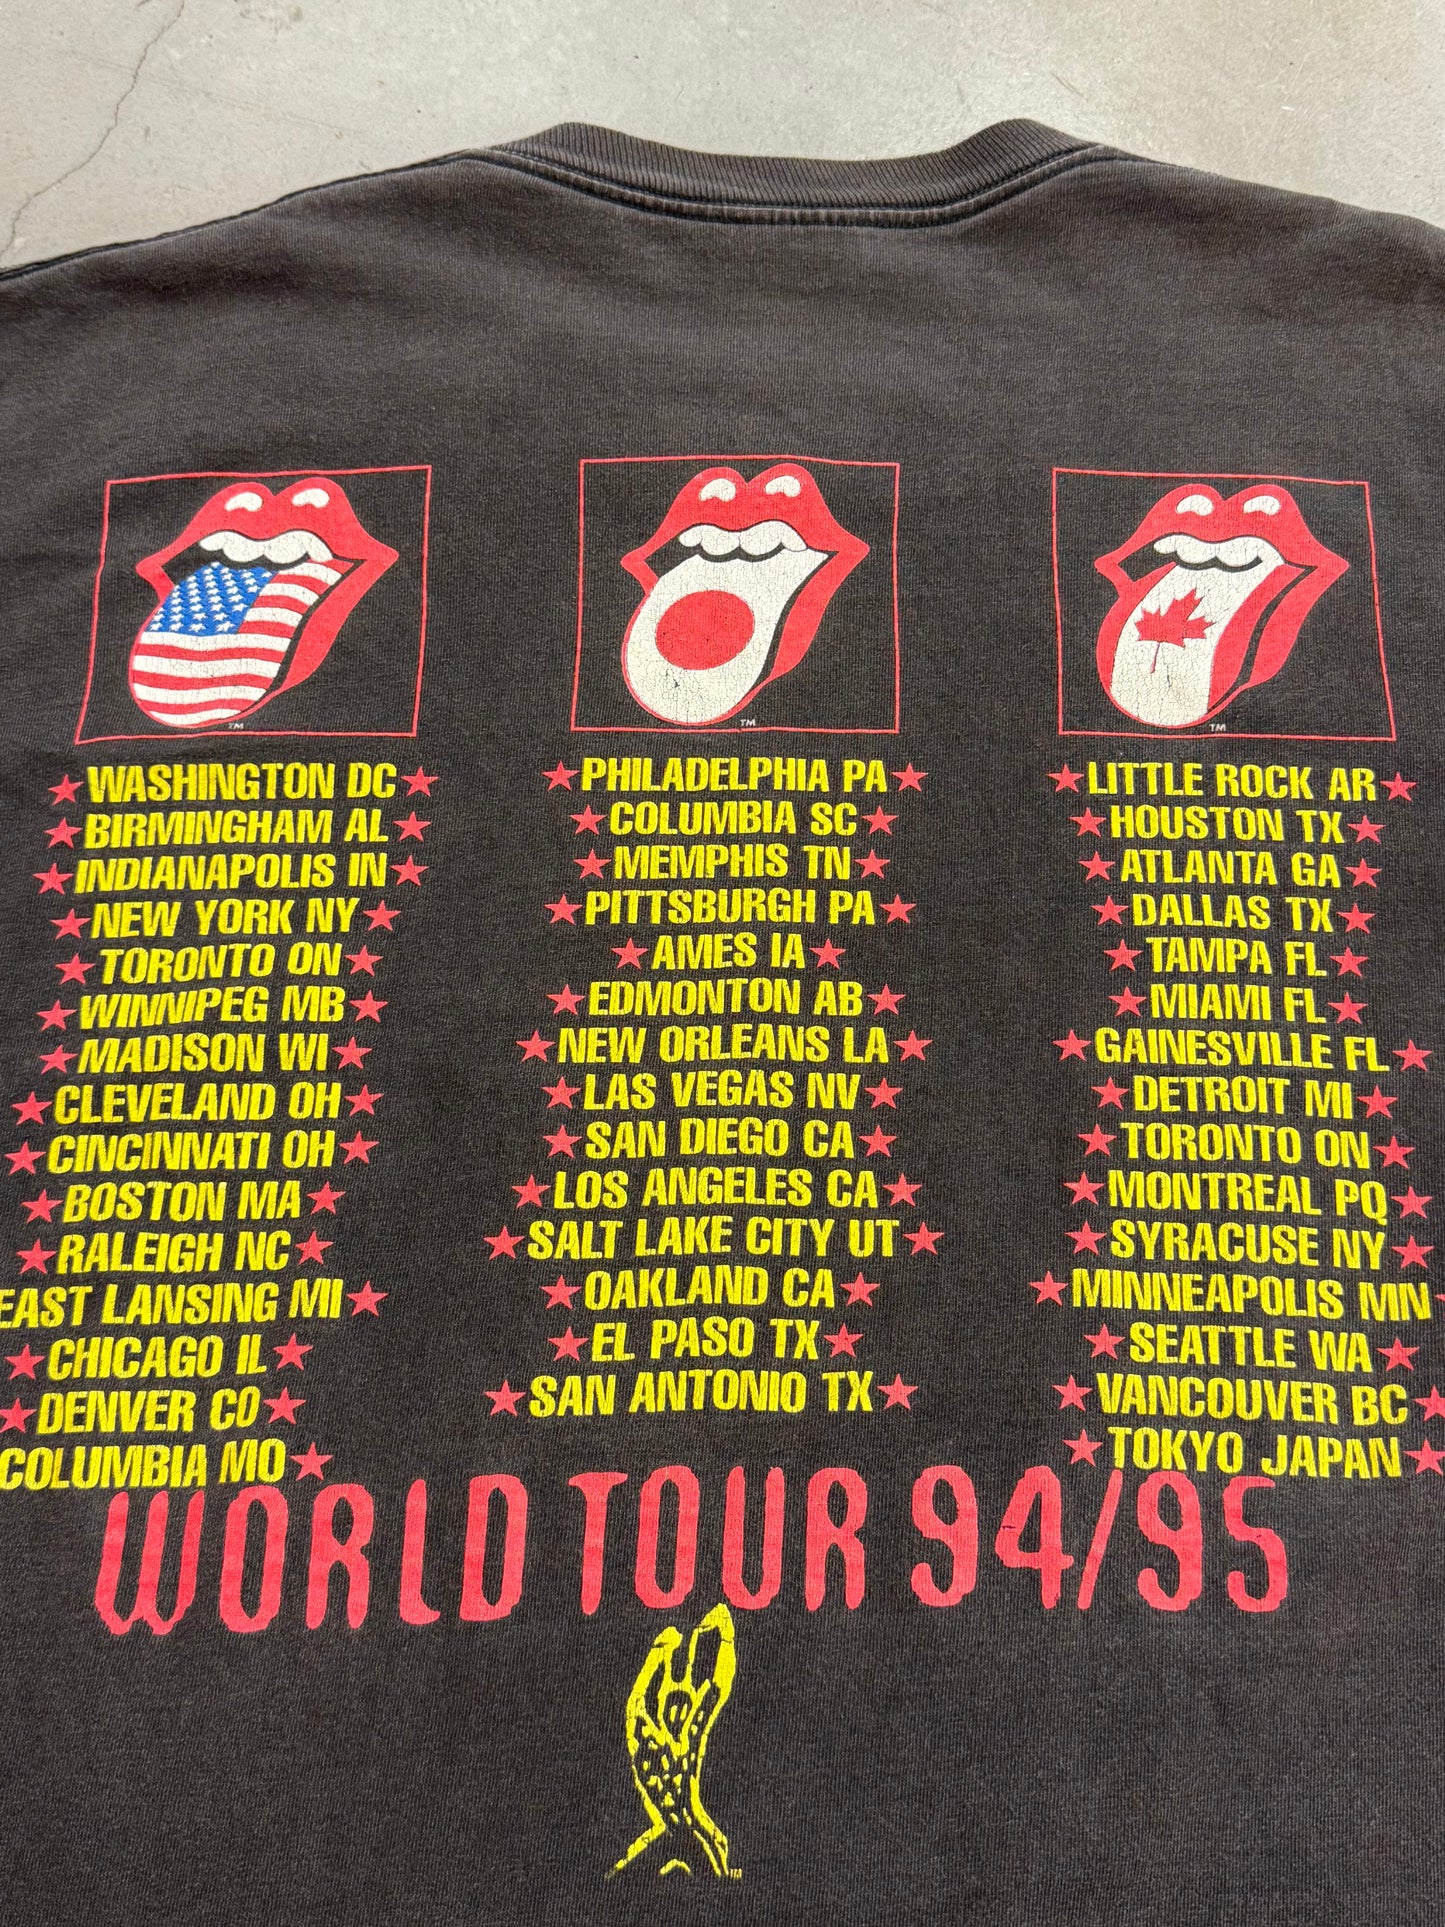 TM
TM
TM
WASHINGTON DC
BIRMINGHAM AL
INDIANAPOLIS IN
NEW YORK NY
TORONTO ON
WINNIPEG MB
MADISON WI
CLEVELAND OH
CINCINNATI OH
BOSTON MA
RALEIGH NC
EAST LANSING MI
CHICAGO IL
DENVER CO
COLUMBIA MO
PHILADELPHIA PA
COLUMBIA SC
MEMPHIS TN
PITTSBURGH PA
AMES IA
EDMONTON AB
NEW ORLEANS LA
LAS VEGAS NV
SAN DIEGO CA
LOS ANGELES CA
SALT LAKE CITY UT
OAKLAND CA
EL PASO TX
SAN ANTONIO TX
LITTLE ROCK AR
HOUSTON TX
ATLANTA GA
DALLAS TX
TAMPA FL
MIAMI FL
GAINESVILLE FL
DETROIT MI
TORONTO ON
MONTREAL PQ
SYRACUSE NY
MINNEAPOLIS MN
SEATTLE WA
VANCOUVER BC
TOKYO JAPAN
WORLD TOUR 94/95
TM